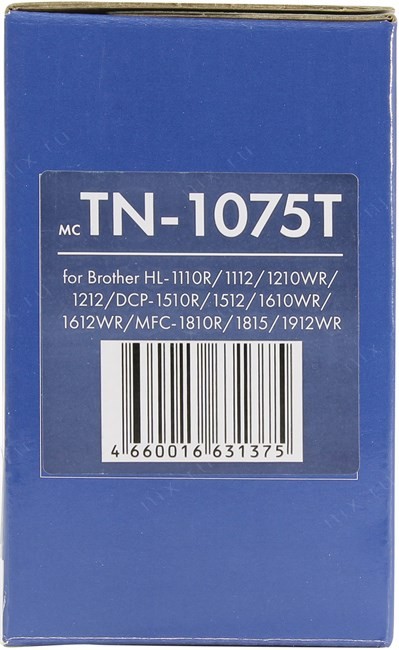 MC TN-1075T
for Brother HL-1110R/1112/1210WR/
1212/DCP-1510R/1512/1610WR/
1612WR/MFC-1810R/1815/1912WR
4 660016 631375